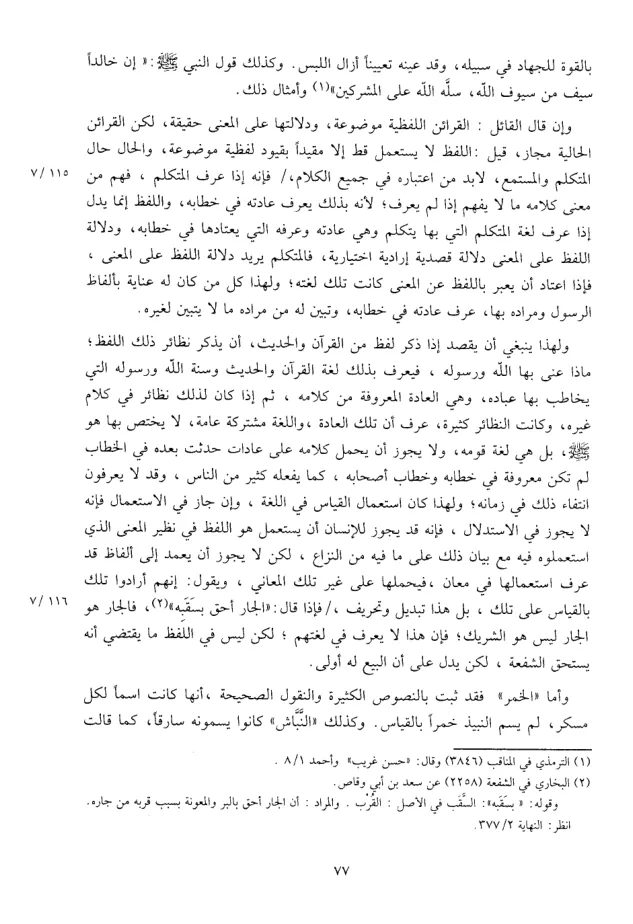 بالقوة للجهاد في سبيله، وقد عينه تعييناً أزال اللبس. وكذلك قول النبي ﷺ:« إن خالداً
سيف من سيوف الله، سلَّه الله على المشركين»(١) وأمثال ذلك.
وإن قال القائل : القرائن اللفظية موضوعة، ودلالتها على المعنى حقيقة، لكن القرائن
الحالية مجاز، قيل :اللفظ لا يستعمل قط إلا مقيداً بقيود لفظية موضوعة، والحال حال
٧/ ١١٥ المتكلم والمستمع، لابد من اعتباره في جميع الكلام،/ فإنه إذا عرف المتكلم ، فهم من
معنى كلامه ما لا يفهم إذا لم يعرف؛ لأنه بذلك يعرف عادته في خطابه، واللفظ إنما يدل
إذا عرف لغة المتكلم التي بها يتكلم وهي عادته وعرفه التي يعتادها في خطابه، ودلالة
اللفظ على المعنى دلالة قصدية إرادية اختيارية، فالمتكلم يريد دلالة اللفظ على المعنى ،
فإذا اعتاد أن يعبر باللفظ عن المعنى كانت تلك لغته؛ ولهذا كل من كان له عناية بألفاظ
الرسول ومراده بها، عرف عادته في خطابه، وتبين له من مراده ما لا يتبين لغيره.
ولهذا ينبغي أن يقصد إذا ذكر لفظ من القرآن والحديث، أن يذكر نظائر ذلك اللفظ؛
ماذا عنى بها الله ورسوله ، فيعرف بذلك لغة القرآن والحديث وسنة الله ورسوله التي
يخاطب بها عباده، وهي العادة المعروفة من كلامه ، ثم إذا كان لذلك نظائر في كلام
غيره، وكانت النظائر كثيرة، عرف أن تلك العادة ،واللغة مشتركة عامة، لا يختص بها هو
ﷺ، بل هي لغة قومه، ولا يجوز أن يحمل كلامه على عادات حدثت بعده في الخطاب
لم تكن معروفة في خطابه وخطاب أصحابه ، كما يفعله كثير من الناس ، وقد لا يعرفون
انتفاء ذلك في زمانه؛ ولهذا كان استعمال القياس في اللغة ، وإن جاز في الاستعمال فإنه
لا يجوز في الاستدلال ، فإنه قد يجوز للإنسان أن يستعمل هو اللفظ في نظير المعنى الذي
استعملوه فيه مع بيان ذلك على ما فيه من النزاع ، لكن لا يجوز أن يعمد إلى ألفاظ قد
عرف استعمالها في معان ،فيحملها على غير تلك المعاني ، ويقول: إنهم أرادوا تلك
٧/ ١١٦ بالقياس على تلك ، بل هذا تبديل وتحريف ،/ فإذا قال:«الجار أحق بسَقَبِه»(٢)، فالجار هو
الجار ليس هو الشريك؛ فإن هذا لا يعرف في لغتهم ؛ لكن ليس في اللفظ ما يقتضي أنه
يستحق الشفعة ، لكن يدل على أن البيع له أولى.
وأما «الخمر» فقد ثبت بالنصوص الكثيرة والنقول الصحيحة ،أنها كانت اسماً لكل
مسكر، لم يسم النبيذ خمراً بالقياس. وكذلك «النَّبَّاش» كانوا يسمونه سارقاً، كما قالت
(١) الترمذي في المناقب (٣٨٤٦) وقال: «حسن غريب» وأحمد ٨/١ .
(٢) البخاري في الشفعة (٢٢٥٨) عن سعد بن أبي وقاص.
وقوله: « بسَقَبه»: السَّقَب في الأصل : القُرْب . والمراد : أن الجار أحق بالبر والمعونة بسبب قربه من جاره.
انظر: النهاية ٣٧٧/٢.
٧٧